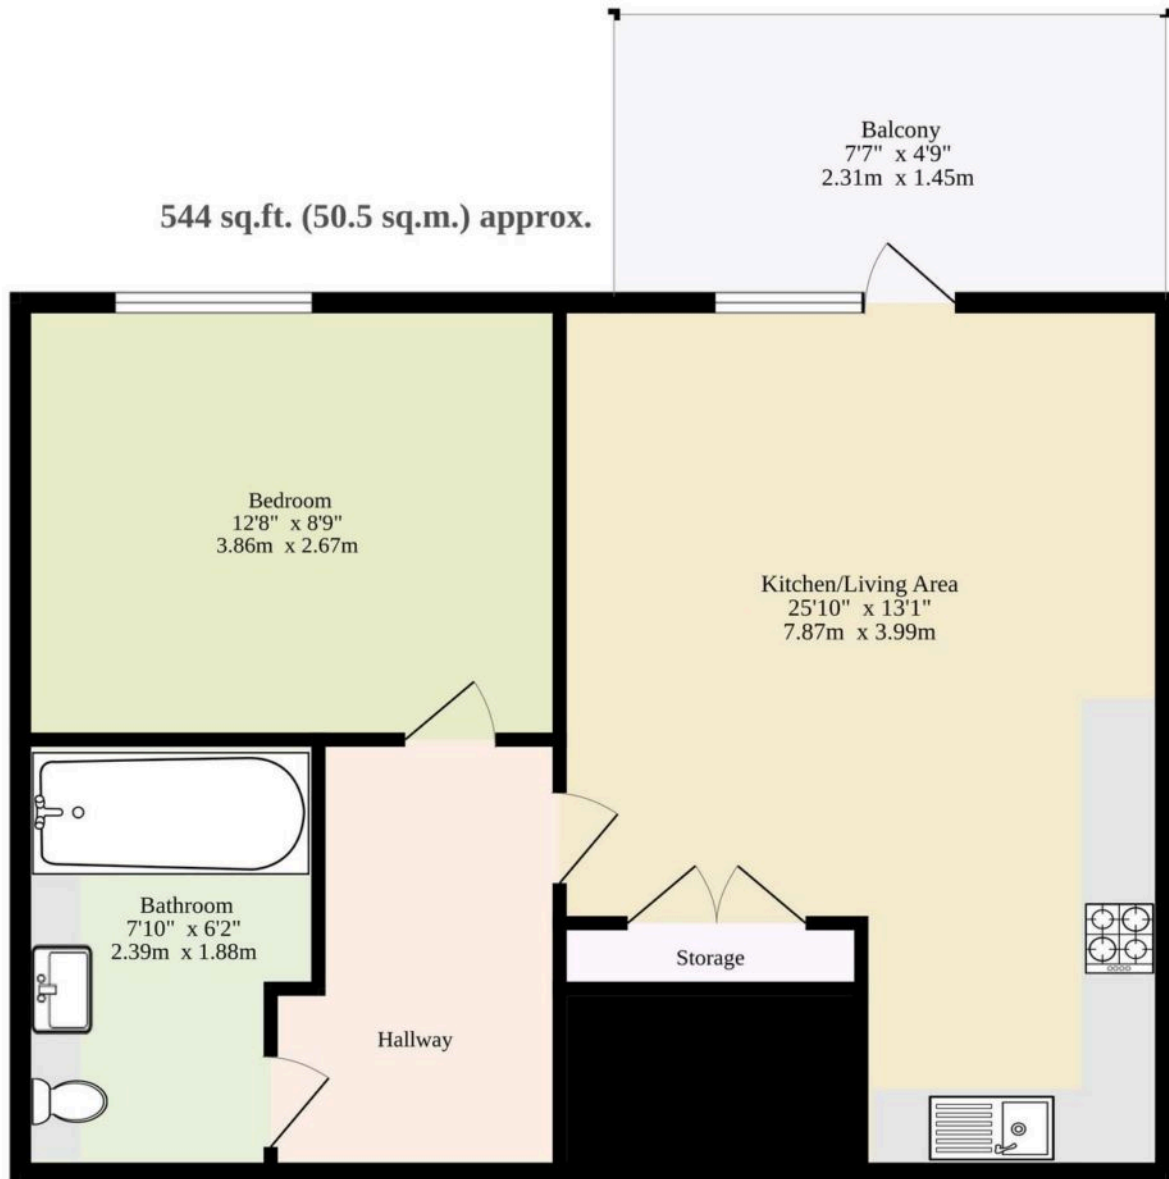 Balcony
7'7" x 4'9"
2.31m x 1.45m
544 sq.ft. (50.5 sq.m.) approx.
Bedroom
12'8" x 8'9"
3.86m x 2.67m
Kitchen/Living Area
25'10" x 13'1"
7.87m x 3.99m
Bathroom
7'10" x 6'2"
2.39m x 1.88m
Storage
Hallway